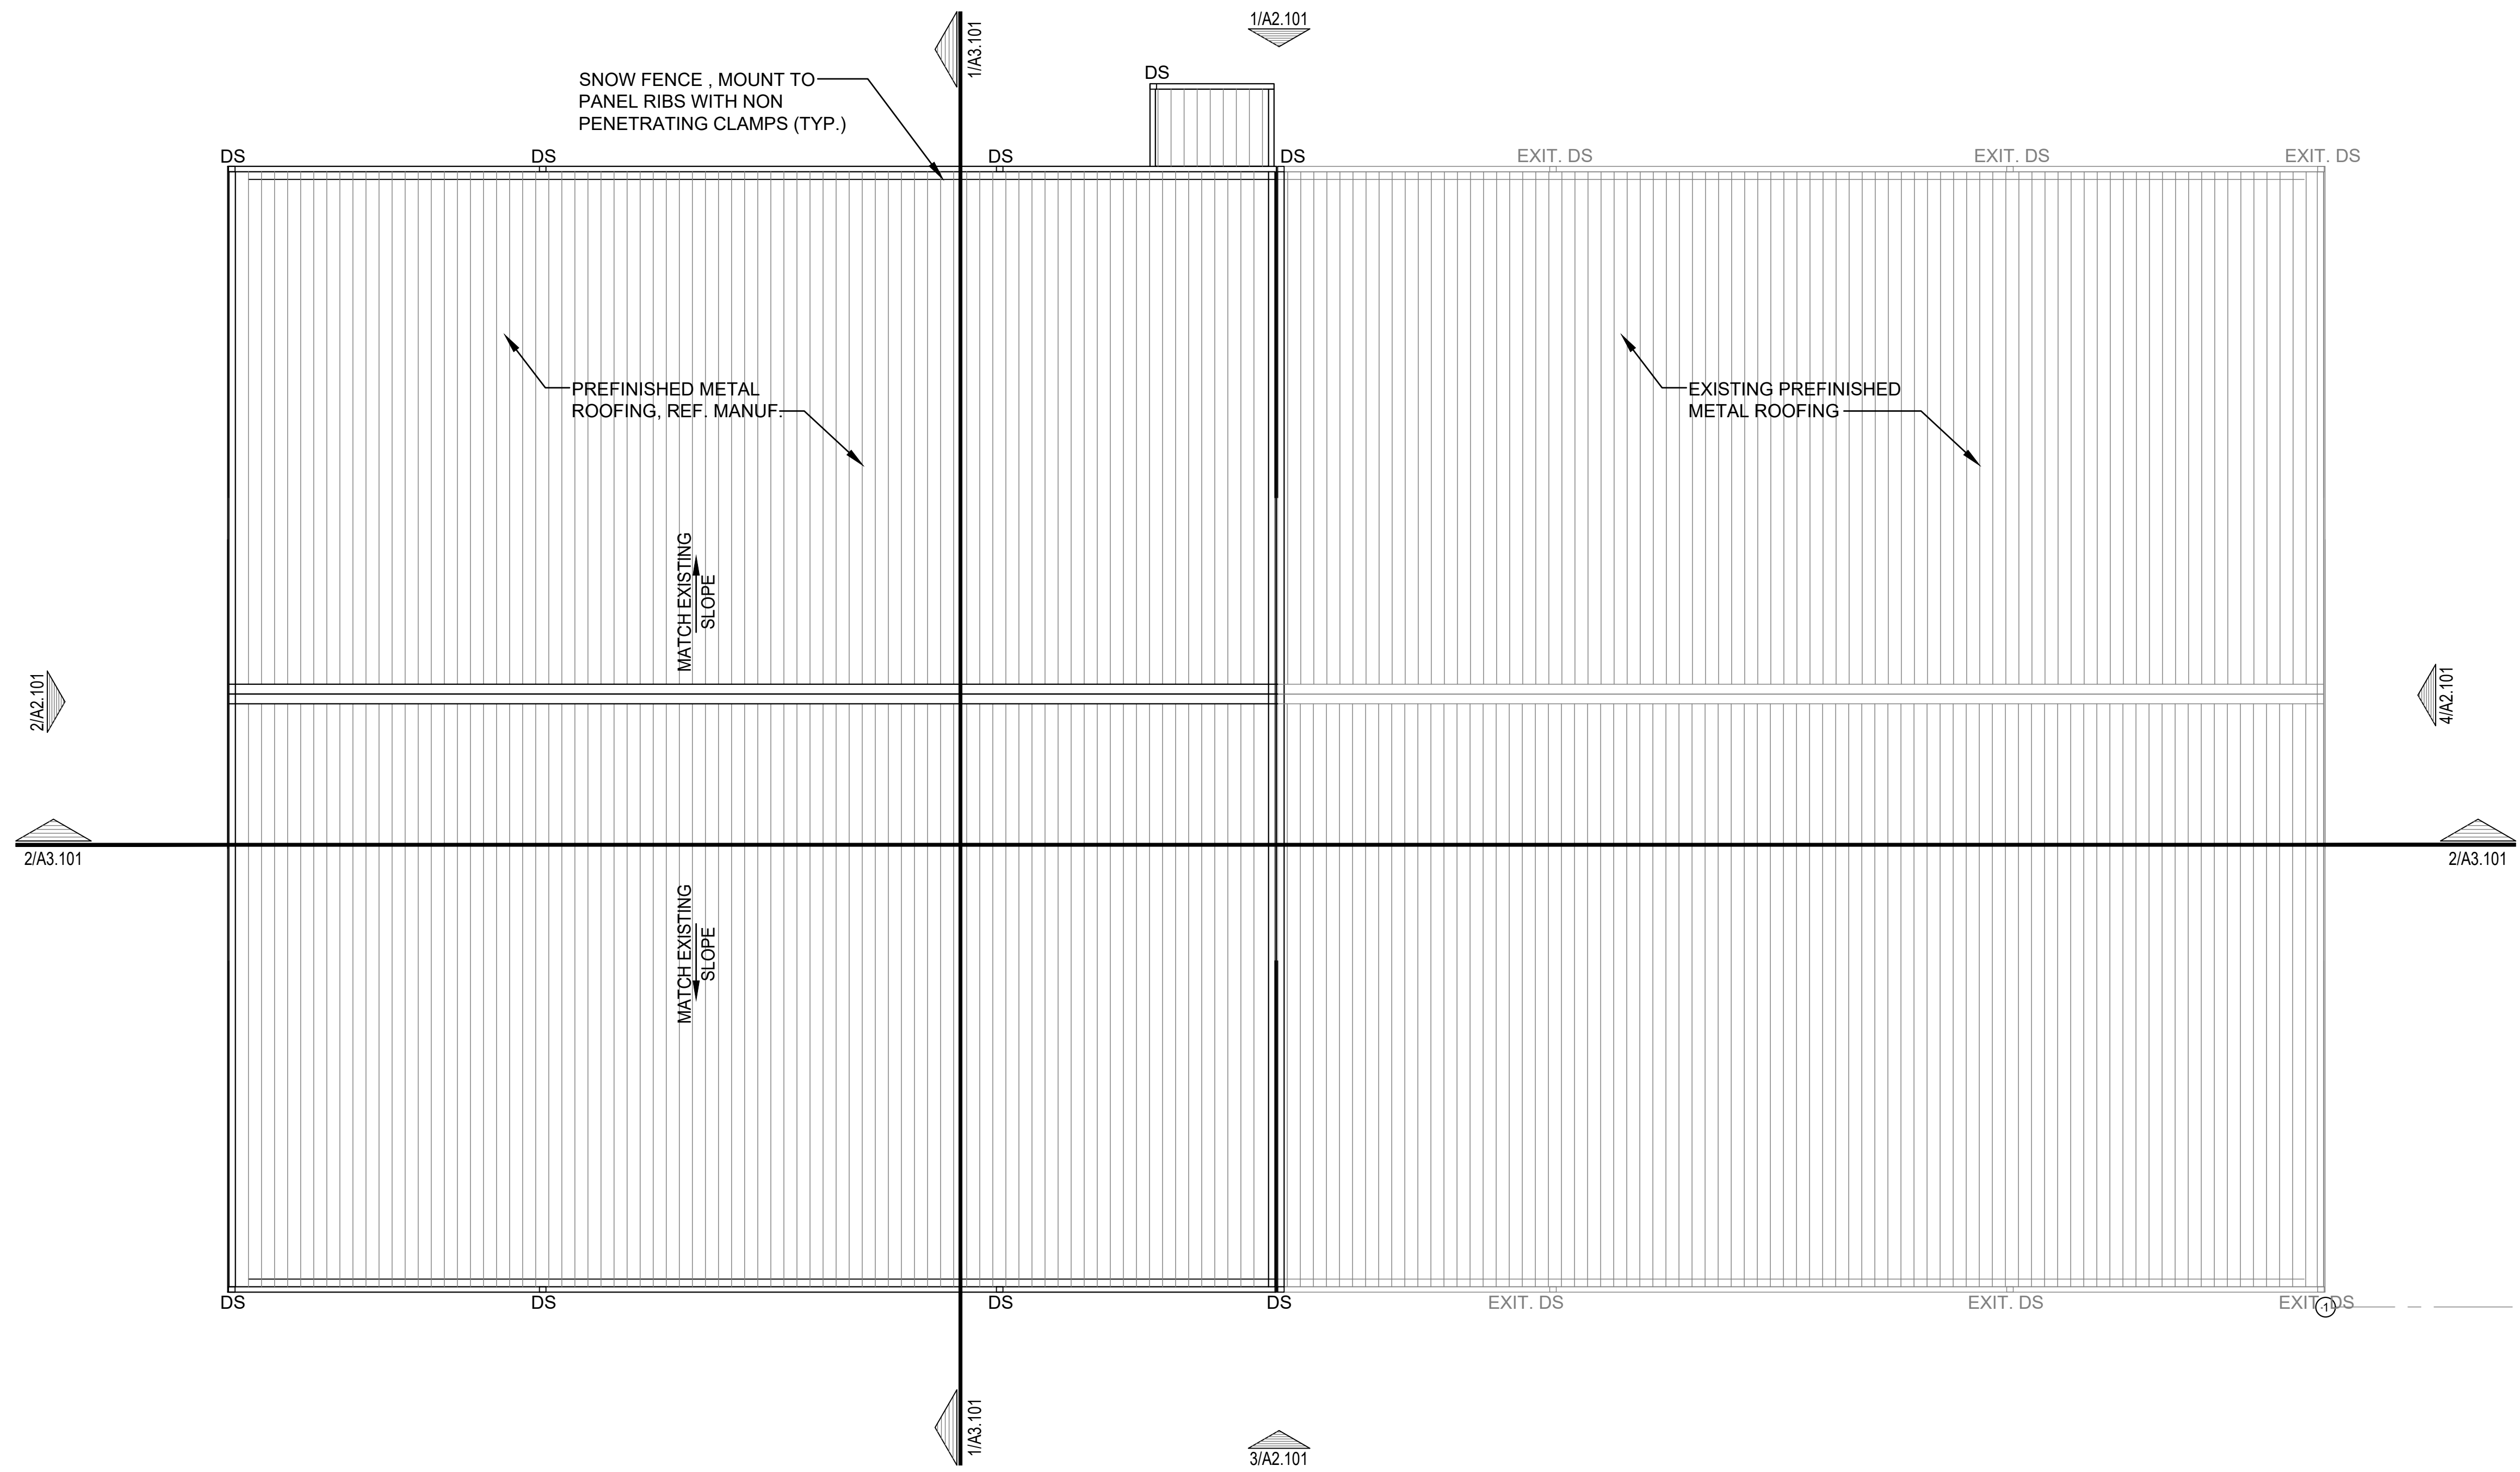 1/A3.101
1/A2.101
SNOW FENCE , MOUNT TO
PANEL RIBS WITH NON
PENETRATING CLAMPS (TYP.)
DS
DS
DS
DS
DS
EXIT. DS
EXIT. DS
EXIT. DS
PREFINISHED METAL
ROOFING, REF. MANUF.
EXISTING PREFINISHED
METAL ROOFING
MATCH EXISTING
SLOPE
2/A2.101
4/A2.101
2/A3.101
2/A3.101
MATCH EXISTING
SLOPE
DS
DS
DS
DS
EXIT. DS
EXIT. DS
EXIT. DS
1
1/A3.101
3/A2.101